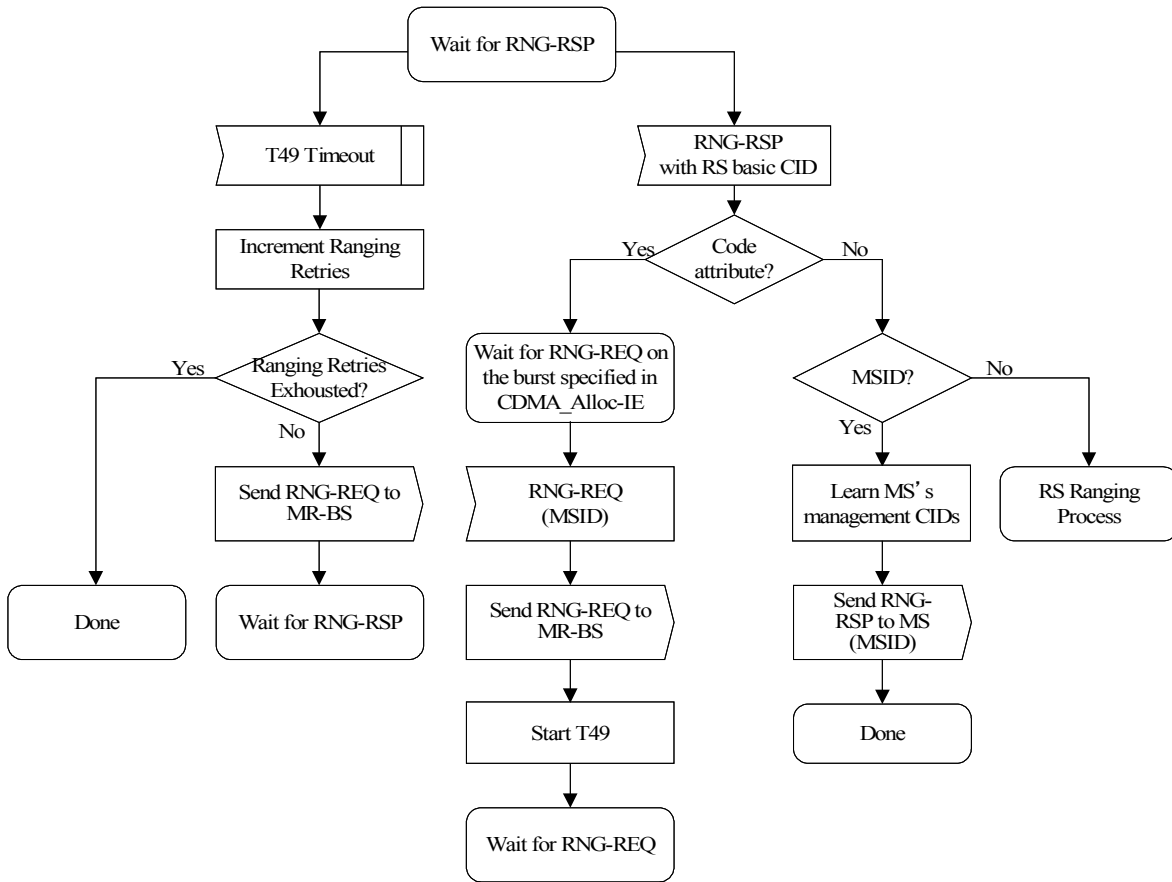 Wait for RNG-RSP
T49 Timeout
RNG-RSP
with RS basic CID
Increment Ranging
Retries
Yes
Code
attribute?
No
Yes
Ranging Retries
Exhousted?
No
Wait for RNG-REQ on
the burst specified in
CDMA_Alloc-IE
MSID?
No
Yes
Send RNG-REQ to
MR-BS
RNG-REQ
(MSID)
Learn MS's
management CIDs
RS Ranging
Process
Done
Wait for RNG-RSP
Send RNG-REQ to
MR-BS
Send RNG-
RSP to MS
(MSID)
Start T49
Done
Wait for RNG-REQ